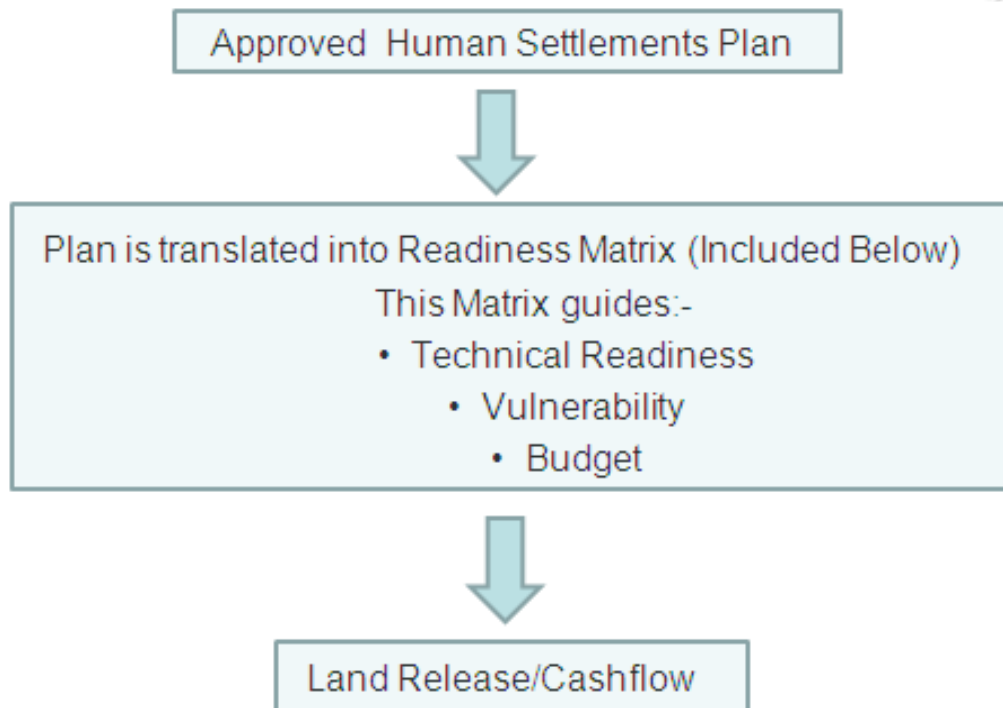 Approved Human Settlements Plan
Plan is translated into Readiness Matrix (Included Below)
This Matrix guides:-
• Technical Readiness
• Vulnerability
• Budget
Land Release/Cashflow